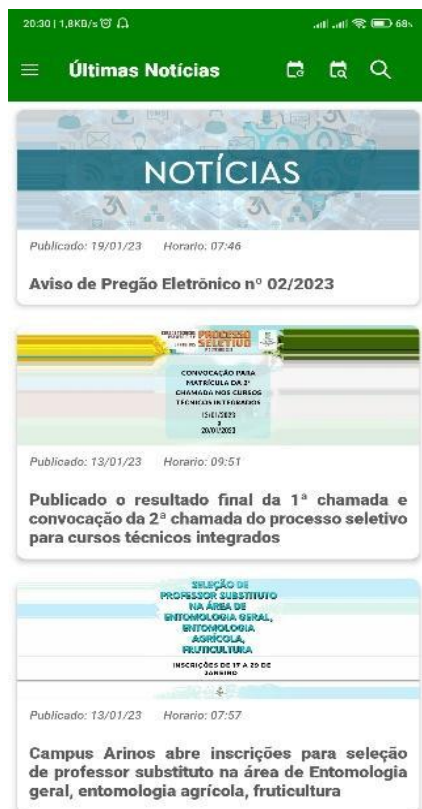 20:30 | 1,8KB/s
68%
Últimas Notícias
NOTÍCIAS
Publicado: 19/01/23 Horario: 07:46
Aviso de Pregão Eletrônico nº 02/2023
PROCESSO
SELETIVO
CONVOCAÇÃO PARA
MATRÍCULA DA 2ª
CHAMADA NOS CURSOS
TÉCNICOS INTEGRADOS
20/01/2023
Publicado: 13/01/23 Horario: 09:51
Publicado o resultado final da 1ª chamada e
convocação da 2ª chamada do processo seletivo
para cursos técnicos integrados
SELEÇÃO DE
PROFESSOR SUBSTITUTO
NA ÁREA DE
ENTOMOLOGIA GERAL,
ENTOMOLOGIA
AGRÍCOLA,
FRUTICULTURA
INSCRIÇÕES DE 17 A 20 DE
JANEIRO
Publicado: 13/01/23 Horario: 07:57
Campus Arinos abre inscrições para seleção
de professor substituto na área de Entomologia
geral, entomologia agrícola, fruticultura